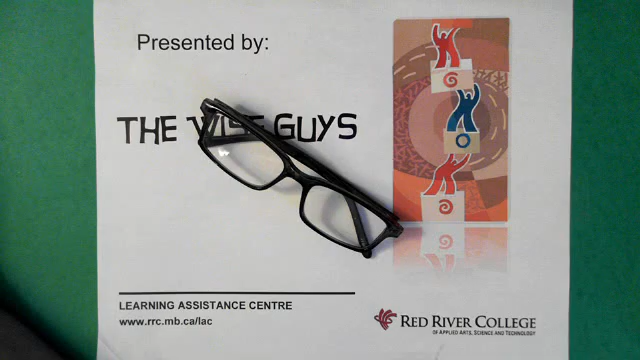 Presented by:
THE WISE GUYS
LEARNING ASSISTANCE CENTRE
www.rrc.mb.ca/lac
RED RIVER COLLEGE
OF APPLIED ARTS, SCIENCE AND TECHNOLOGY